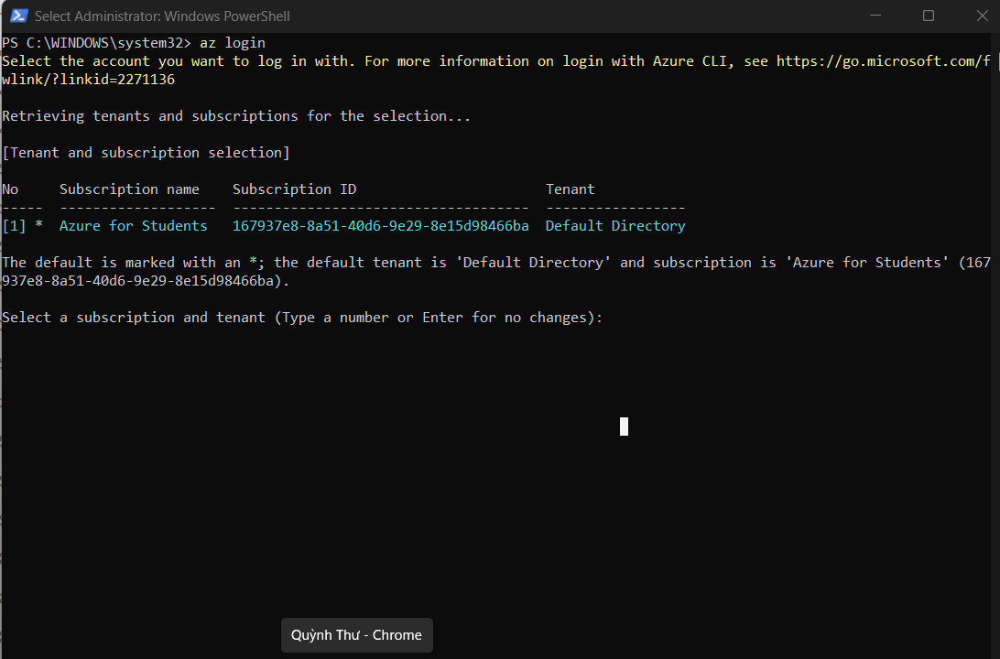 Select Administrator: Windows PowerShell
PS C:\WINDOWS\system32> az login
Select the account you want to log in with. For more information on login with Azure CLI, see https://go.microsoft.com/f
wlink/?linkid=2271136
Retrieving tenants and subscriptions for the selection...
[Tenant and subscription selection]
No     Subscription name    Subscription ID                       Tenant
-----  -------------------  ------------------------------------  -----------------
[1] *  Azure for Students   167937e8-8a51-40d6-9e29-8e15d98466ba  Default Directory
The default is marked with an *; the default tenant is 'Default Directory' and subscription is 'Azure for Students' (167
937e8-8a51-40d6-9e29-8e15d98466ba).
Select a subscription and tenant (Type a number or Enter for no changes):
Quỳnh Thư - Chrome